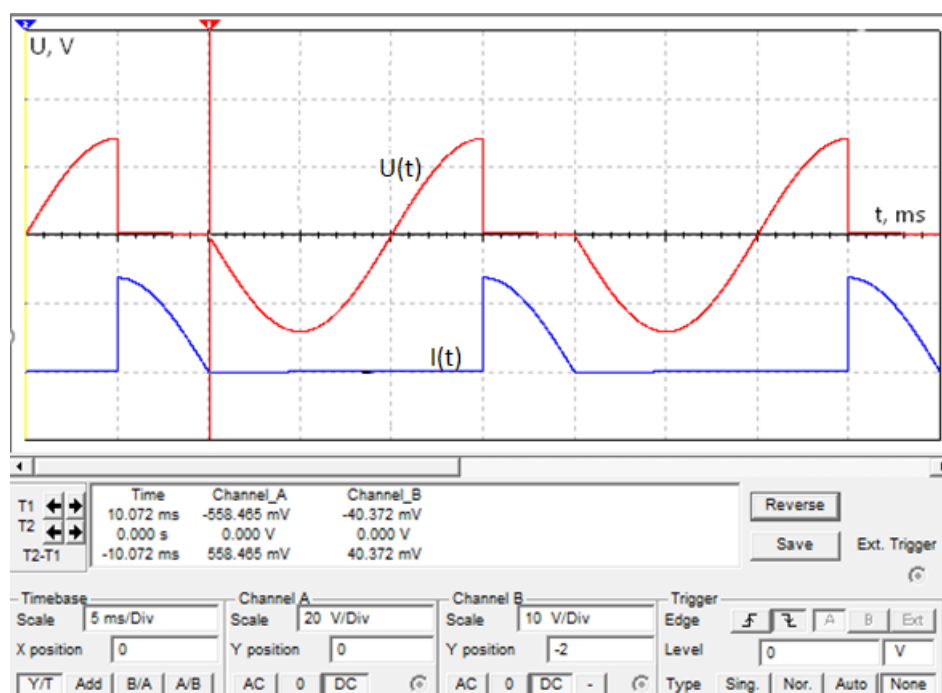 2
1
U, V
U(t)
t, ms
I(t)
Time Channel_A Channel_B
T1 10.072 ms -558.465 mV -40.372 mV
T2 0.000 s 0.000 V 0.000 V
T2-T1 -10.072 ms 558.465 mV 40.372 mV
Reverse
Save
Ext. Trigger
Timebase
Scale 5 ms/Div
X position 0
Y/T Add B/A A/B
Channel A
Scale 20 V/Div
Y position 0
AC 0 DC
Channel B
Scale 10 V/Div
Y position -2
AC 0 DC -
Trigger
Edge A B Ext
Level 0 V
Type Sing. Nor. Auto None